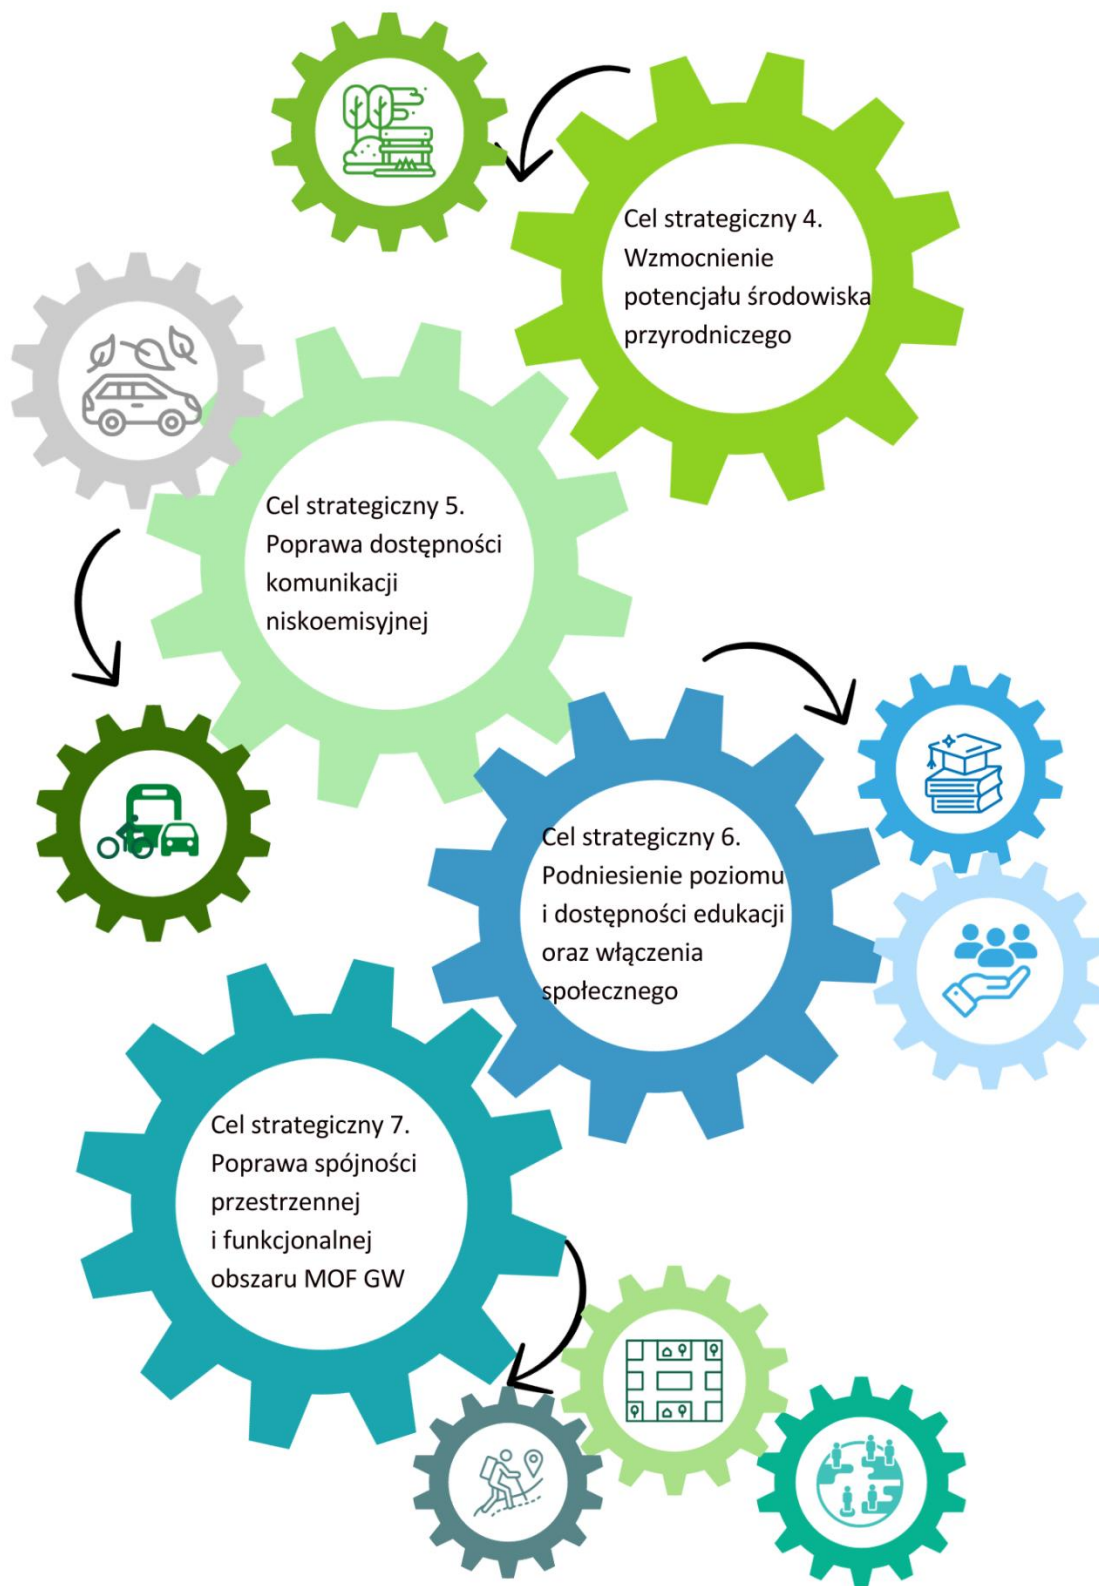 Cel strategiczny 4.
Wzmocnienie
potencjału środowiska
przyrodniczego
Cel strategiczny 5.
Poprawa dostępności
komunikacji
niskoemisyjnej
Cel strategiczny 6.
Podniesienie poziomu
i dostępności edukacji
oraz włączenia
społecznego
Cel strategiczny 7.
Poprawa spójności
przestrzennej
i funkcjonalnej
obszaru MOF GW